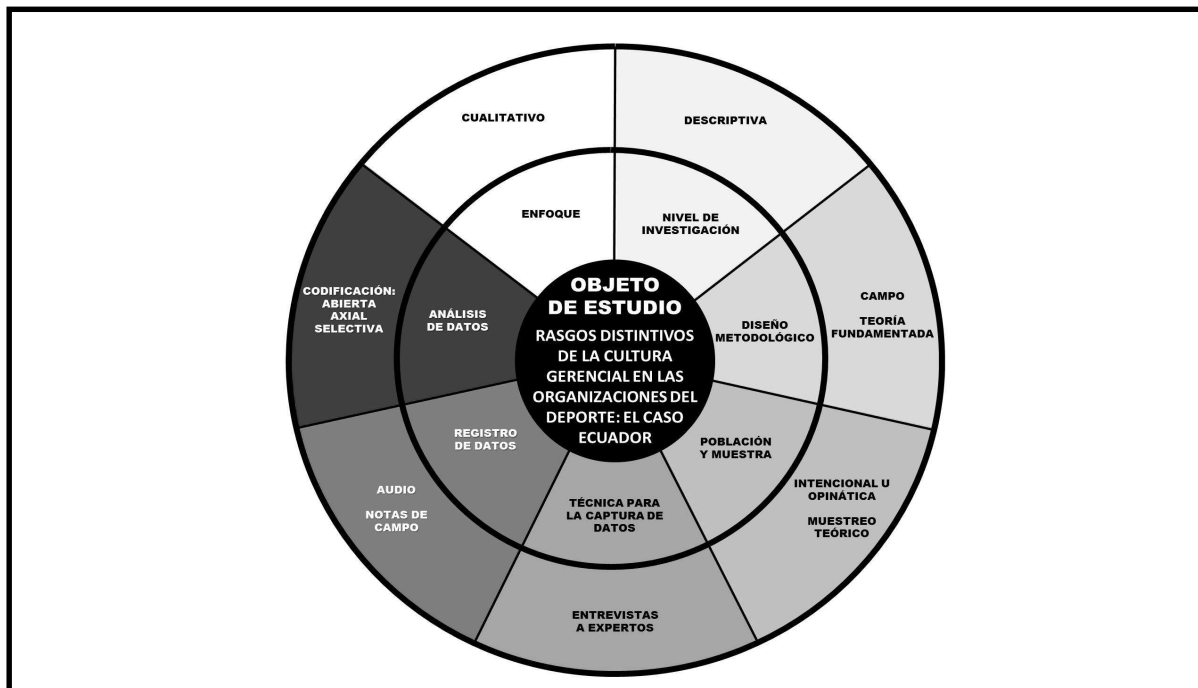 CUALITATIVO
DESCRIPTIVA
ENFOQUE
NIVEL DE
INVESTIGACIÓN
OBJETO
DE ESTUDIO
RASGOS DISTINTIVOS
DE LA CULTURA
GERENCIAL EN LAS
ORGANIZACIONES DEL
DEPORTE: EL CASO
ECUADOR
CODIFICACIÓN:
ABIERTA
AXIAL
SELECTIVA
ANÁLISIS
DE DATOS
DISEÑO
METODOLÓGICO
CAMPO
TEORÍA
FUNDAMENTADA
REGISTRO
DE DATOS
POBLACIÓN
Y MUESTRA
AUDIO
NOTAS DE
CAMPO
TÉCNICA PARA
LA CAPTURA DE
DATOS
INTENCIONAL U
OPINÁTICA
MUESTREO
TEÓRICO
ENTREVISTAS
A EXPERTOS